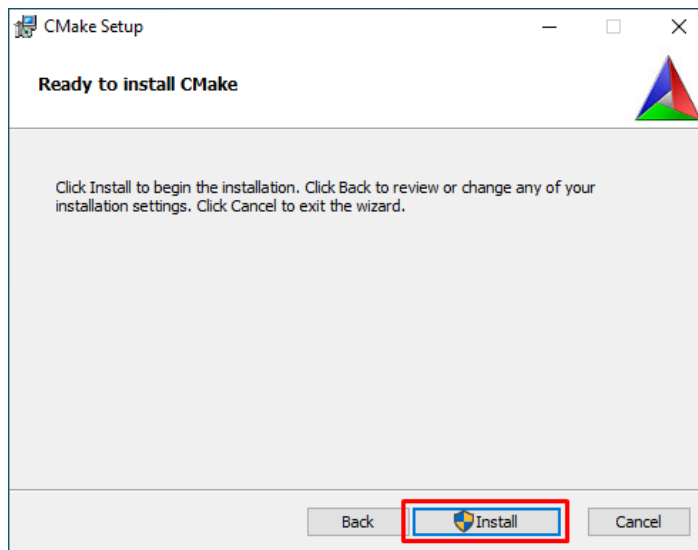 CMake Setup
Ready to install CMake
Click Install to begin the installation. Click Back to review or change any of your
installation settings. Click Cancel to exit the wizard.
Back Install Cancel